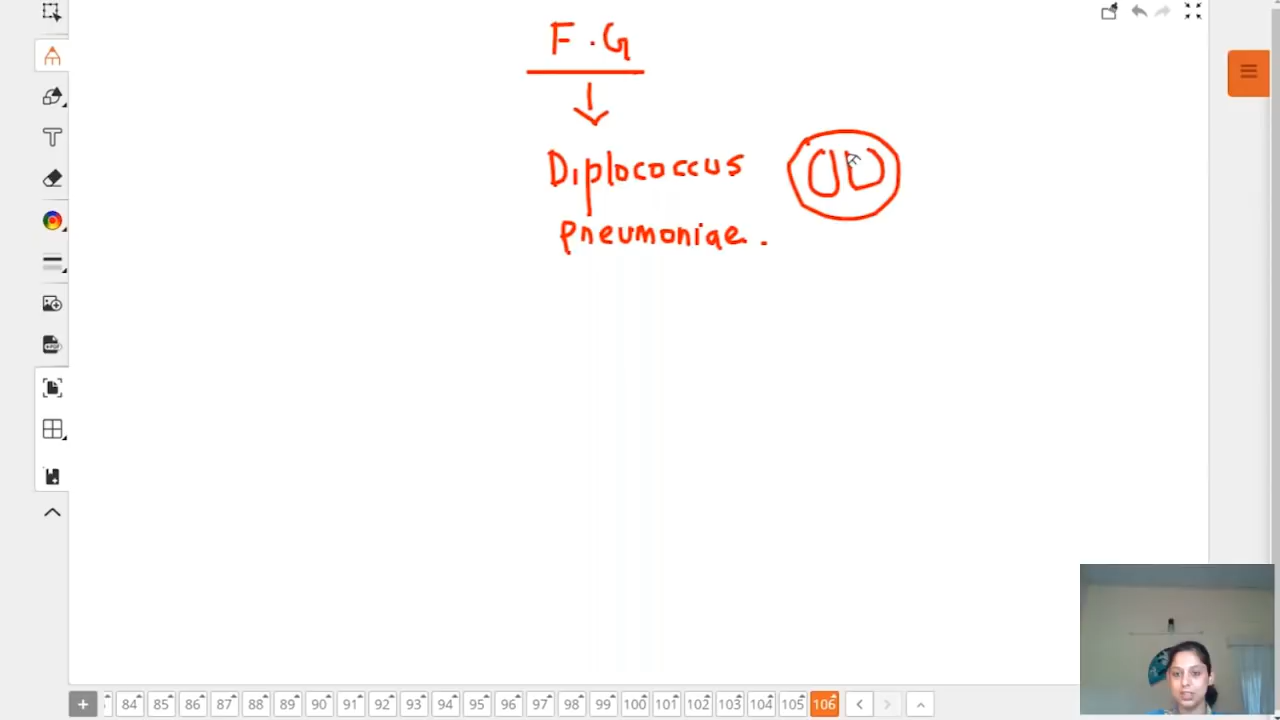 F.G
Diplococcus
pneumoniae.
84 85 86 87 88 89 90 91 92 93 94 95 96 97 98 99 100 101 102 103 104 105 106